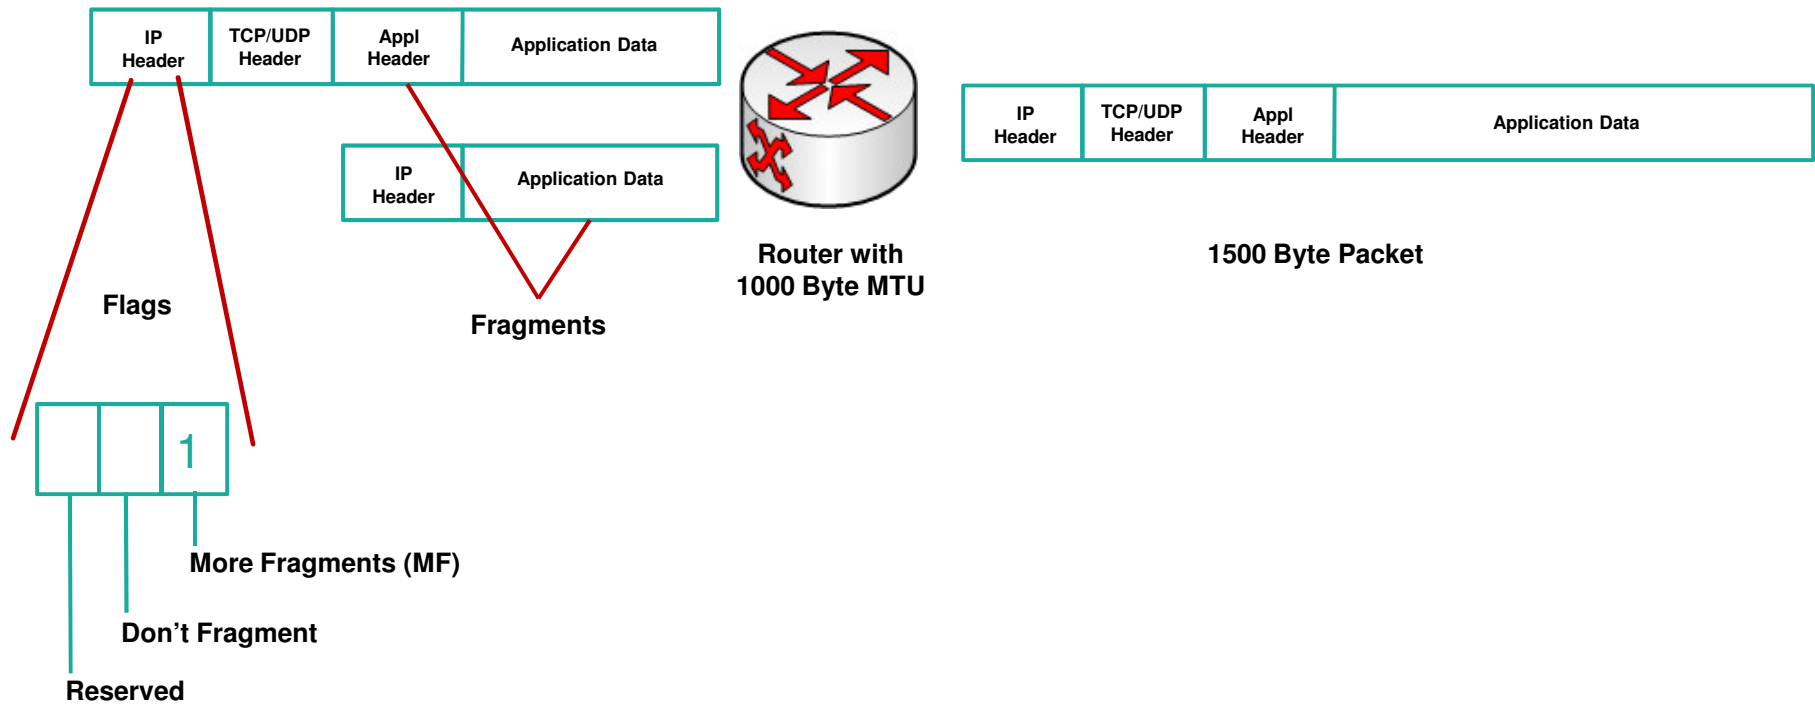 IP
Header
TCP/UDP
Header
Appl
Header
Application Data
IP
Header
Application Data
Router with
1000 Byte MTU
IP
Header
TCP/UDP
Header
Appl
Header
Application Data
1500 Byte Packet
Flags
Fragments
1
More Fragments (MF)
Don’t Fragment
Reserved